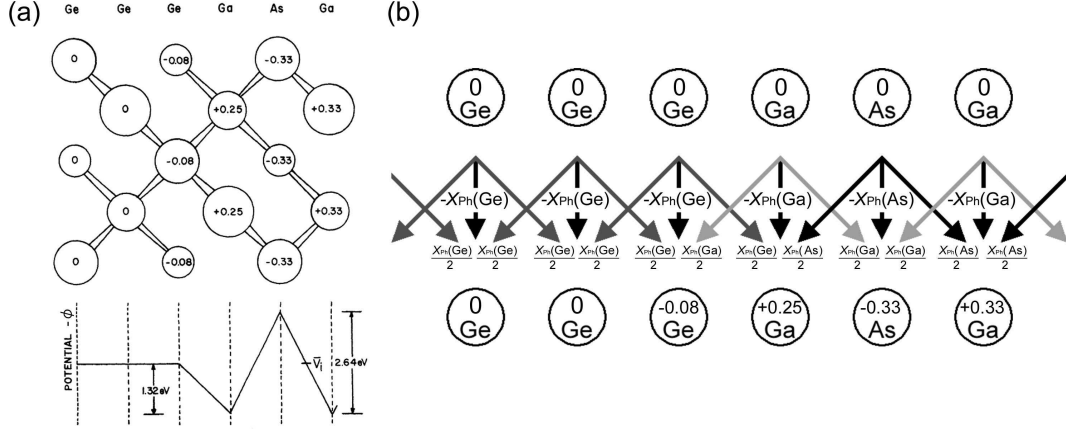 (a)
Ge Ge Ge Ga As Ga
0 -0.08 -0.33
0 +0.25 +0.33
0 -0.08 -0.33
0 +0.25 +0.33
0 -0.08 -0.33
POTENTIAL -ϕ
1.32eV
V̄i
2.64eV
(b)
0 0 0 0 0 0
Ge Ge Ge Ga As Ga
-XPh(Ge) -XPh(Ge) -XPh(Ge) -XPh(Ga) -XPh(As) -XPh(Ga)
XPh(Ge) XPh(Ge) XPh(Ge) XPh(Ge) XPh(Ge) XPh(Ga) XPh(Ge) XPh(As) XPh(Ga) XPh(Ga) XPh(As) XPh(As)
2 2 2 2 2 2 2 2 2 2 2 2
0 0 -0.08 +0.25 -0.33 +0.33
Ge Ge Ge Ga As Ga